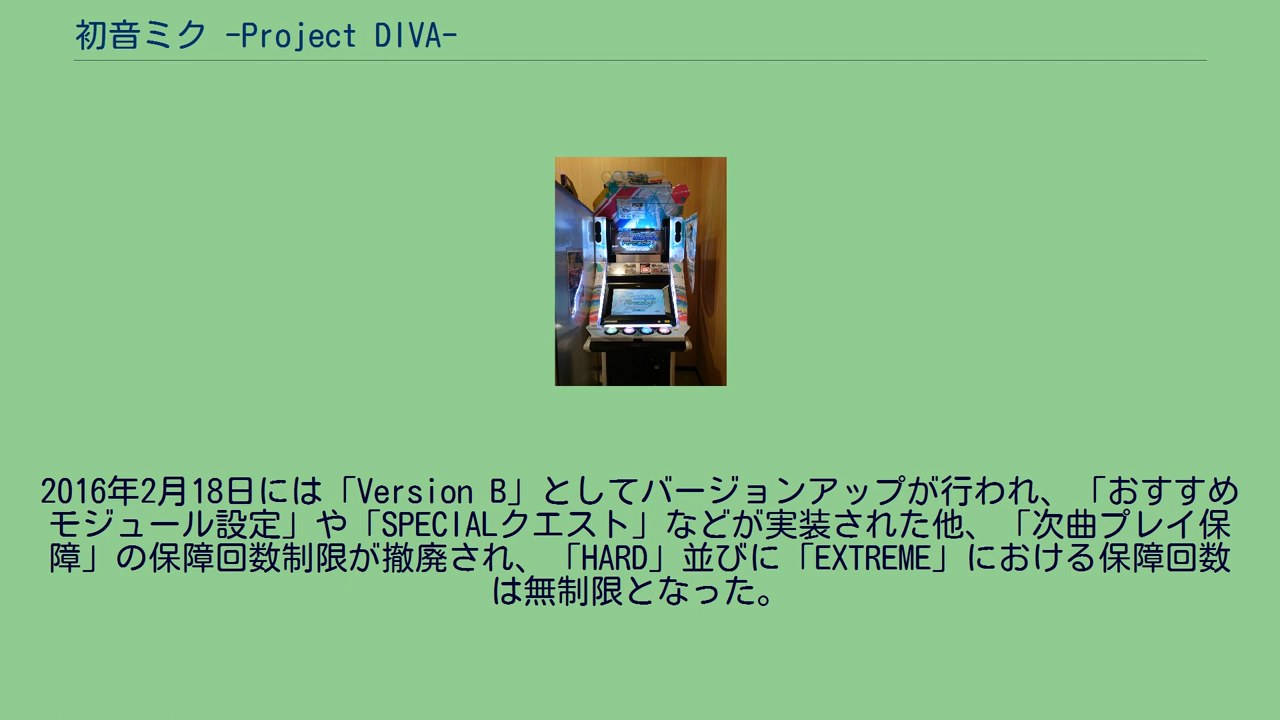 初音ミク -Project DIVA-
2016年2月18日には「Version B」としてバージョンアップが行われ、「おすすめ
モジュール設定」や「SPECIALクエスト」などが実装された他、「次曲プレイ保
障」の保障回数制限が撤廃され、「HARD」並びに「EXTREME」における保障回数
は無制限となった。